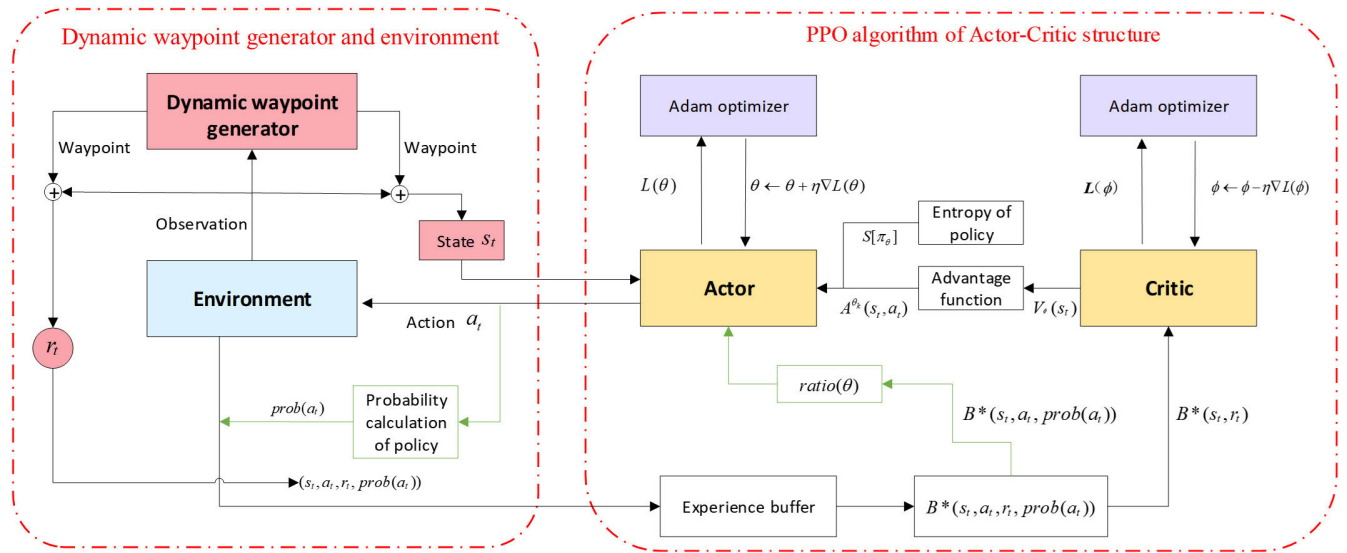 Dynamic waypoint generator and environment
Dynamic waypoint
generator
Waypoint
Waypoint
+
+
Observation
State s_t
Environment
Action a_t
r_t
prob(a_t)
Probability
calculation
of policy
(s_t, a_t, r_t, prob(a_t))
PPO algorithm of Actor-Critic structure
Adam optimizer
Adam optimizer
L(θ)
θ ← θ + η∇L(θ)
L(ϕ)
ϕ ← ϕ − η∇L(ϕ)
S[π_θ]
Entropy of
policy
Actor
A^{θ_k}(s_t, a_t)
Advantage
function
Critic
ratio(θ)
B*(s_t, a_t, prob(a_t))
B*(s_t, r_t)
Experience buffer
B*(s_t, a_t, r_t, prob(a_t))